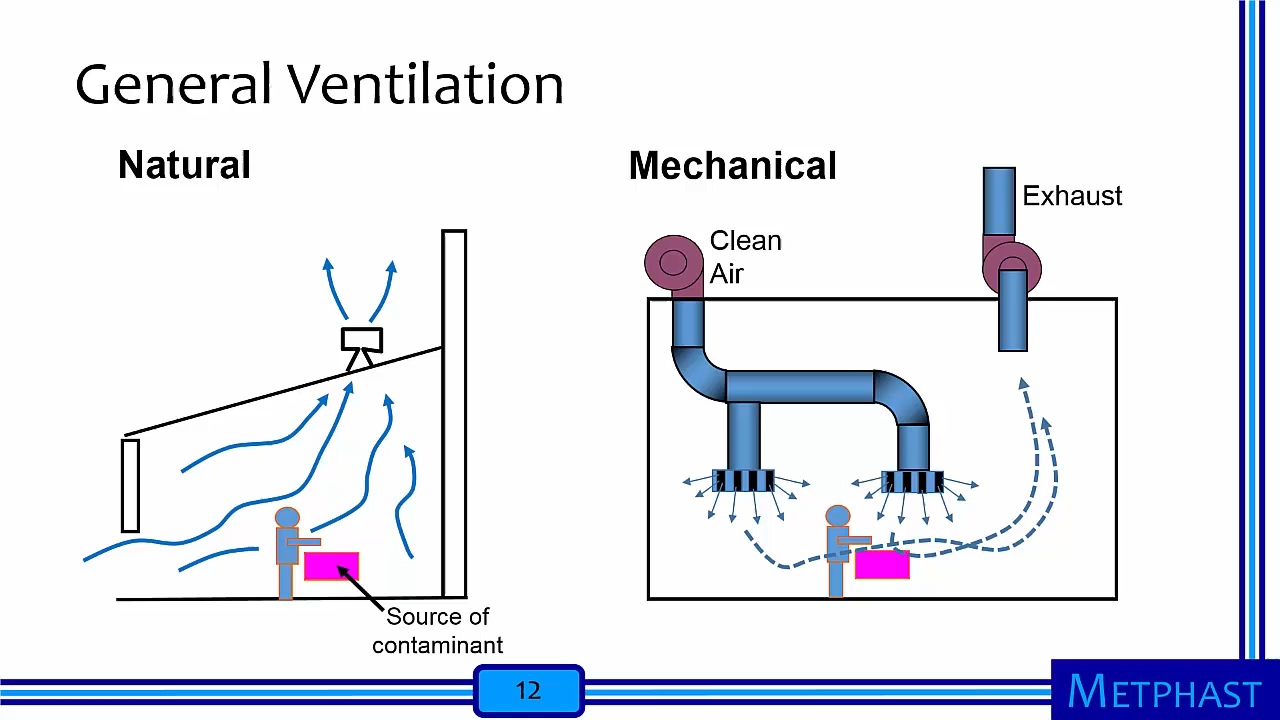 General Ventilation
Natural
Mechanical
Exhaust
Clean
Air
Source of
contaminant
12
METPHAST